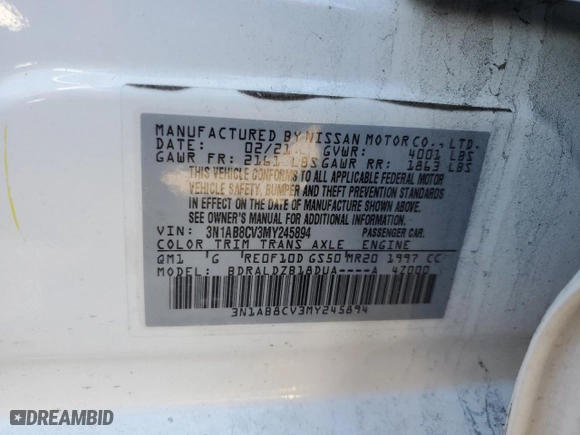 MANUFACTURED BY NISSAN MOTOR CO., LTD.
DATE: 02/21 GVWR: 4001 LBS
GAWR FR: 2161 LBS GAWR RR: 1863 LBS
THIS VEHICLE CONFORMS TO ALL APPLICABLE FEDERAL MOTOR
VEHICLE SAFETY, BUMPER AND THEFT PREVENTION STANDARDS
IN EFFECT ON THE DATE OF MANUFACTURE SHOWN ABOVE.
SEE OWNER'S MANUAL FOR ADDITIONAL INFORMATION.
VIN: 3N1AB8CV3MY245894 PASSENGER CAR.
COLOR TRIM TRANS AXLE ENGINE
QM1 'G 'RE0F10D GS50'MR20 1997 CC
MODEL: BDRALDZB18DUA----A 4Z000
3N1AB8CV3MY245894
DREAMBID